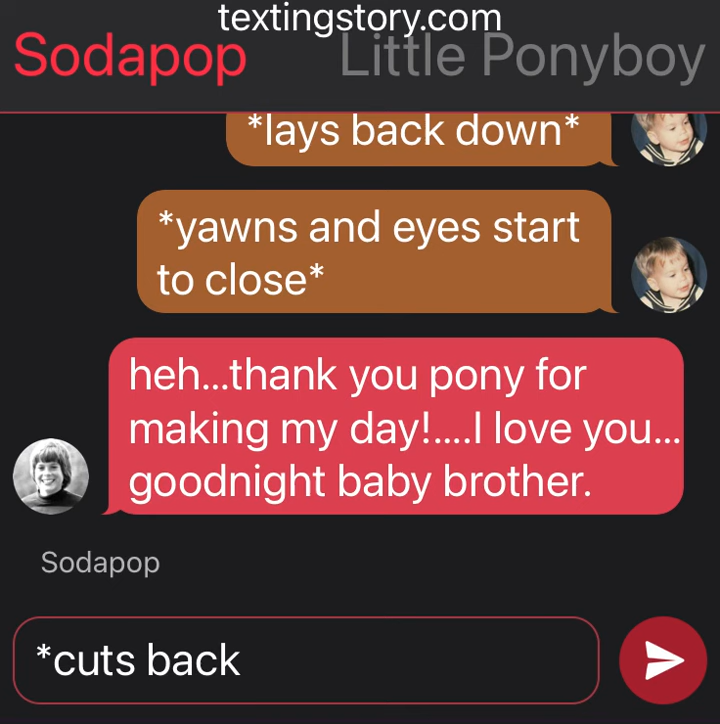 textingstory.com
Sodapop
Little Ponyboy
*lays back down*
*yawns and eyes start
to close*
heh...thank you pony for
making my day!....I love you...
goodnight baby brother.
Sodapop
*cuts back